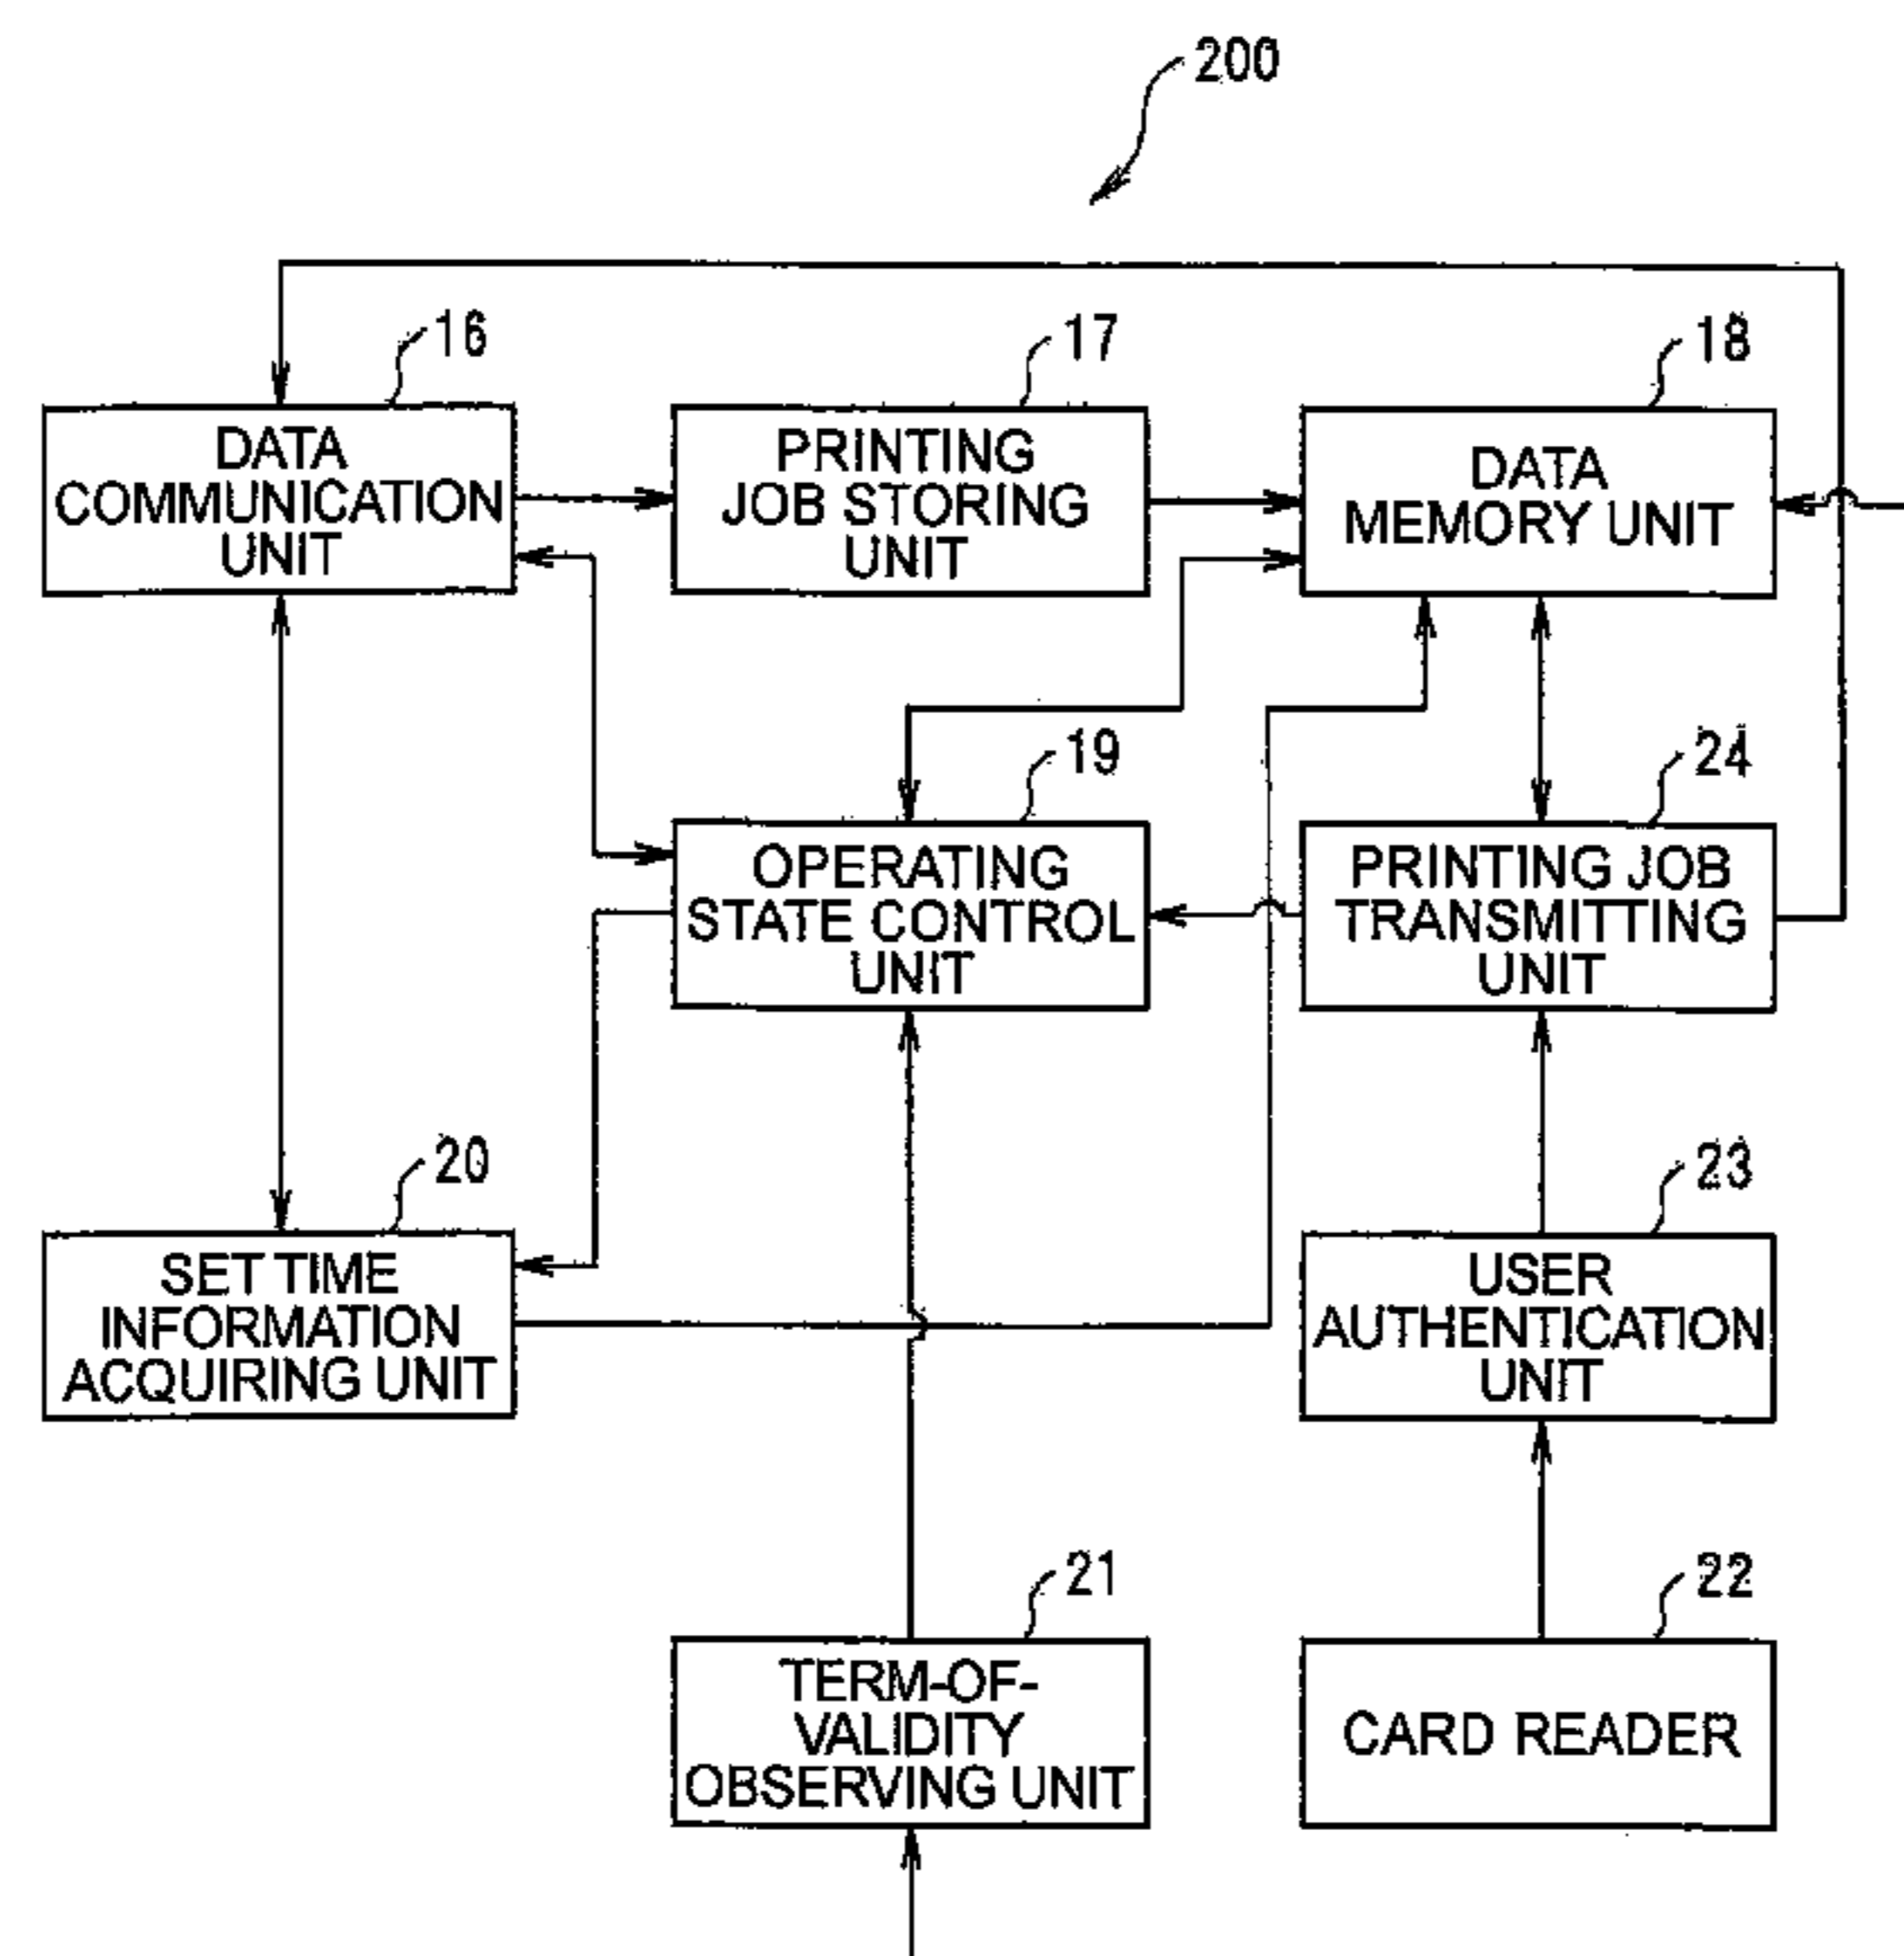 200
16
DATA
COMMUNICATION
UNIT
17
PRINTING
JOB STORING
UNIT
18
DATA
MEMORY UNIT
19
OPERATING
STATE CONTROL
UNIT
24
PRINTING JOB
TRANSMITTING
UNIT
20
SET TIME
INFORMATION
ACQUIRING UNIT
23
USER
AUTHENTICATION
UNIT
21
TERM-OF-
VALIDITY
OBSERVING UNIT
22
CARD READER